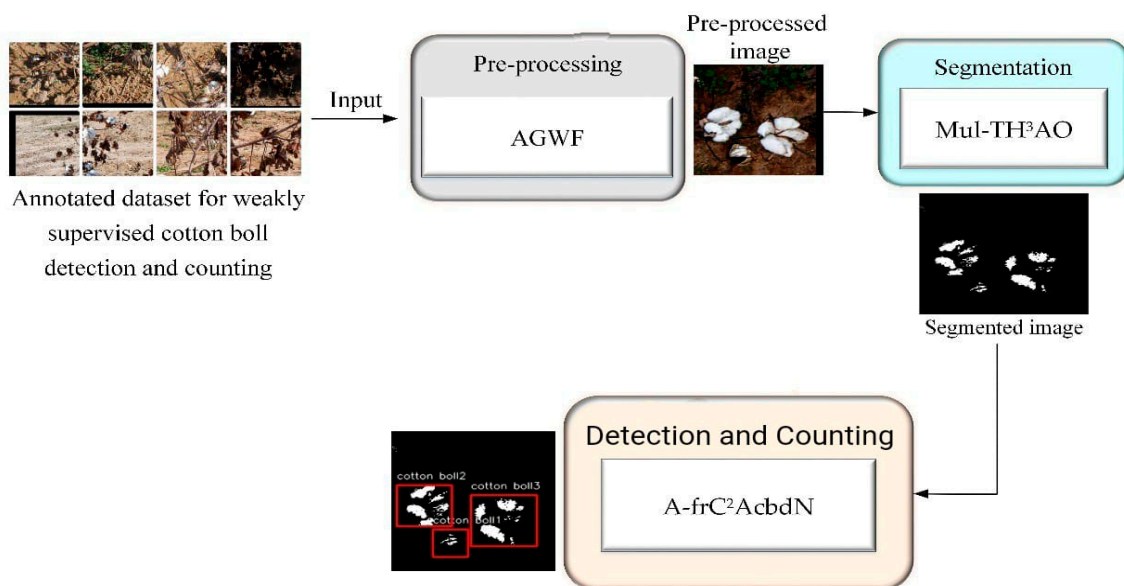 Pre-processing
AGWF
Pre-processed
image
Segmentation
Mul-TH³AO
Input
Annotated dataset for weakly
supervised cotton boll
detection and counting
Segmented image
Detection and Counting
A-frC²AcbdN
cotton boll2
cotton boll3
cotton boll1